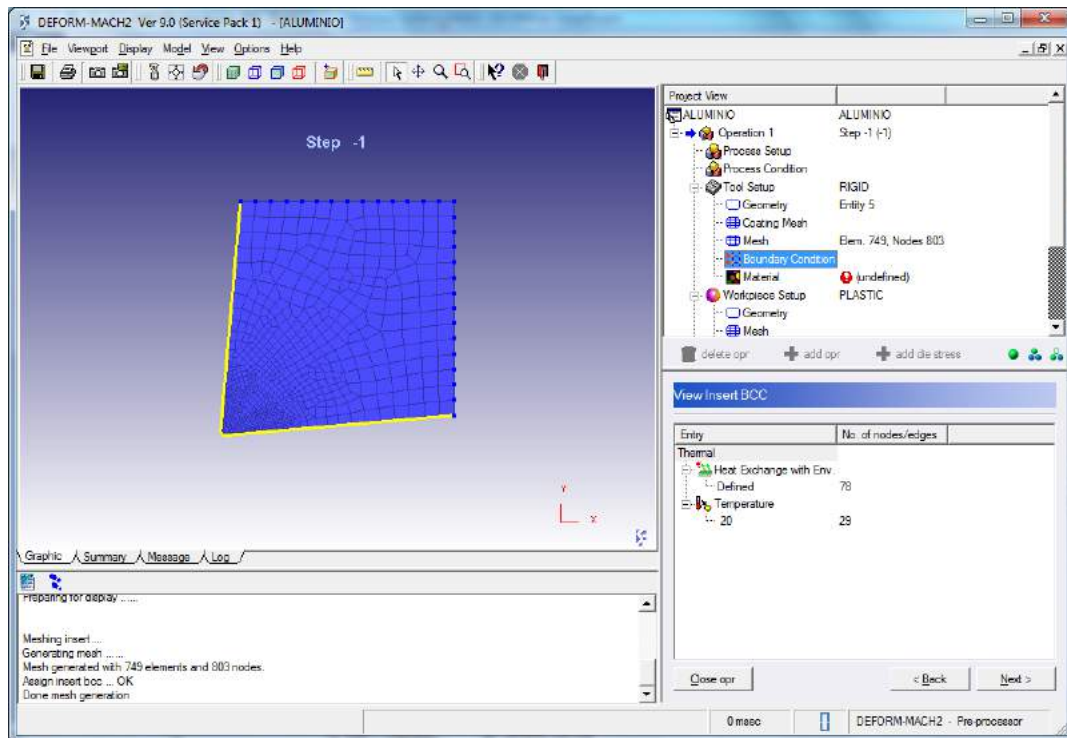 DEFORM-MACH2 Ver 9.0 (Service Pack 1) - [ALUMINIO]
File Viewport Display Model View Options Help
Step -1
Y
X
Project View
ALUMINIO ALUMINIO
Operation 1 Step -1 (-1)
Process Setup
Process Condition
Tool Setup RIGID
Geometry Entity 5
Coating Mesh
Mesh Elem. 749, Nodes 803
Boundary Condition
Material (undefined)
Workpiece Setup PLASTIC
Geometry
Mesh
delete opr add opr add die stress
View Insert BCC
Entry No. of nodes/edges
Thermal
Heat Exchange with Env.
Defined 78
Temperature
20 29
Close opr < Back Next >
Graphic Summary Message Log
Preparing for display ......
Meshing insert ...
Generating mesh ......
Mesh generated with 749 elements and 803 nodes.
Assign insert bcc ... OK
Done mesh generation
0 msec DEFORM-MACH2 - Pre-processor